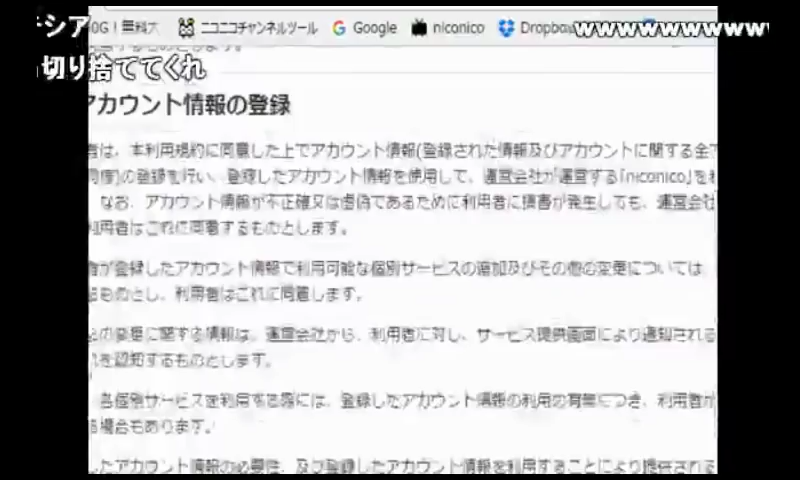 チシア 00G！無料ス ニコニコチャンネルツール Google niconico Dropbox wwwwwwwwwww
切り捨ててくれ
アカウント情報の登録
者は、本利用規約に同意した上でアカウント情報(登録された情報及びアカウントに関する全て
同様)の登録を行い、登録したアカウント情報を使用して、運営会社が運営する「niconico」を利
。なお、アカウント情報が不正確又は虚偽であるために利用者に損害が発生しても、運営会社
利用者はこれに同意するものとします。
者が登録したアカウント情報で利用可能な個別サービスの追加及びその他の変更については、
るものとし、利用者はこれに同意します。
の変更に関する情報は、運営会社から、利用者に対し、サービス提供画面により通知される
れを認知するものとします。
、各個別サービスを利用する際には、登録したアカウント情報の利用の有無につき、利用者が
る場合もあります。
したアカウント情報の必要性、及び登録したアカウント情報を利用することにより提供される